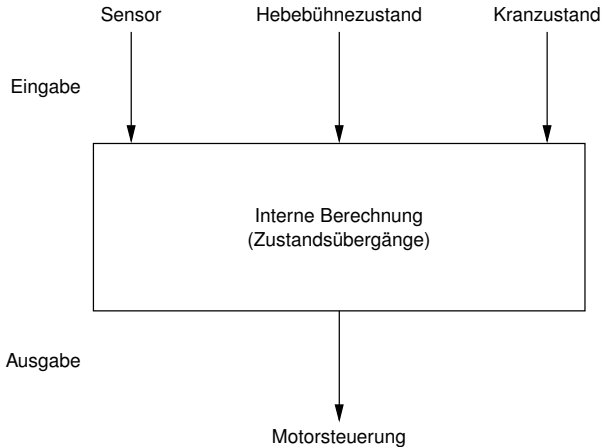 Sensor
Hebebühnezustand
Kranzustand
Eingabe
Interne Berechnung
(Zustandsübergänge)
Ausgabe
Motorsteuerung